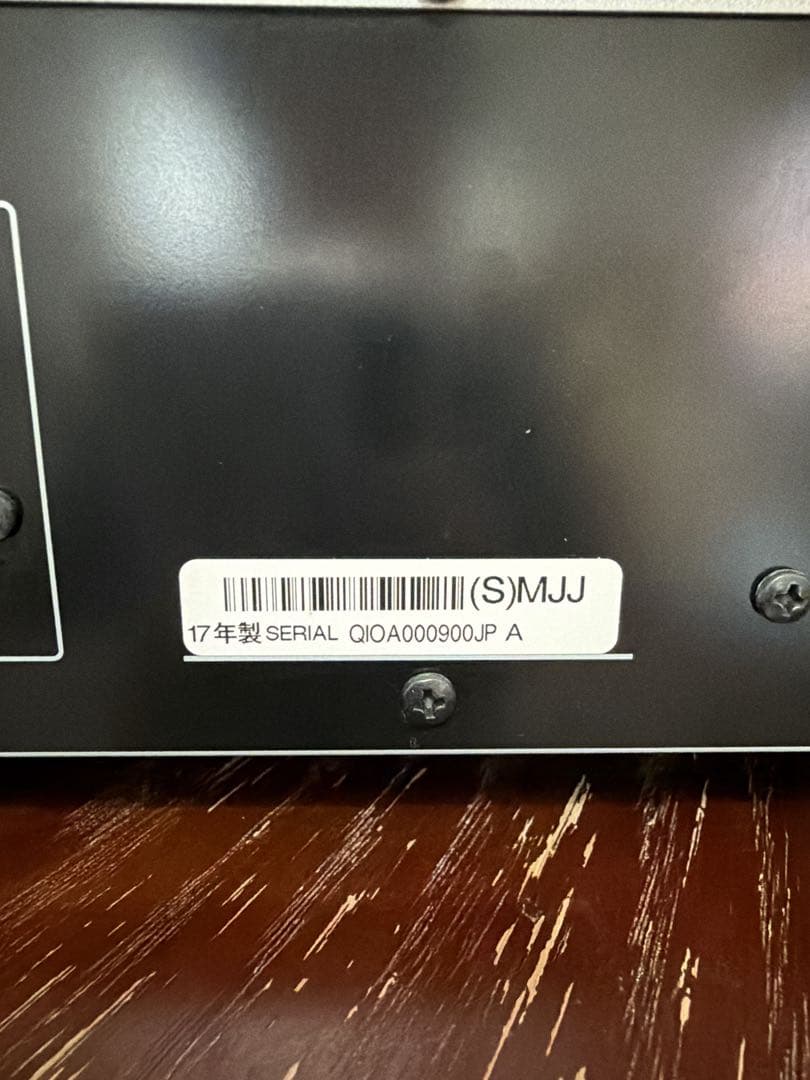 (S)MJJ
17年製 SERIAL QIOA000900JP A